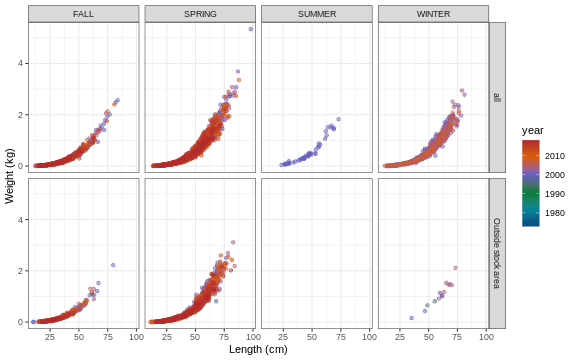 FALL SPRING SUMMER WINTER
4
2
0
all
4
2
0
Outside stock area
Weight (kg)
25 50 75 100 25 50 75 100 25 50 75 100 25 50 75 100
Length (cm)
year
2010
2000
1990
1980